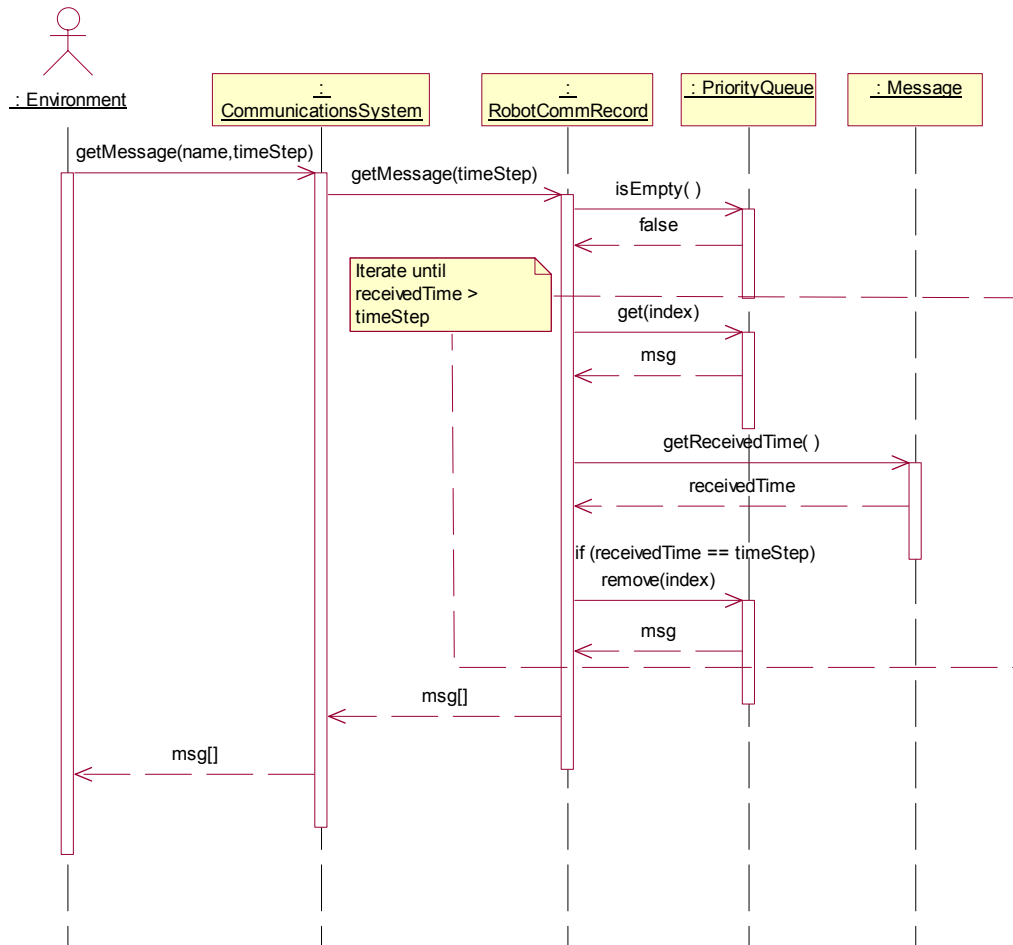 : Environment
:
CommunicationsSystem
:
RobotCommRecord
: PriorityQueue
: Message
getMessage(name,timeStep)
getMessage(timeStep)
isEmpty( )
false
Iterate until
receivedTime >
timeStep
get(index)
msg
getReceivedTime( )
receivedTime
if (receivedTime == timeStep)
remove(index)
msg
msg[]
msg[]